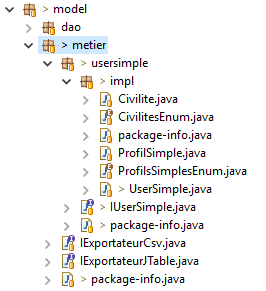 > model
dao
> metier
> usersimple
> impl
Civilite.java
CivilitesEnum.java
package-info.java
ProfilSimple.java
ProfilsSimplesEnum.java
> UserSimple.java
> IUserSimple.java
> package-info.java
IExportateurCsv.java
IExportateurJTable.java
> package-info.java